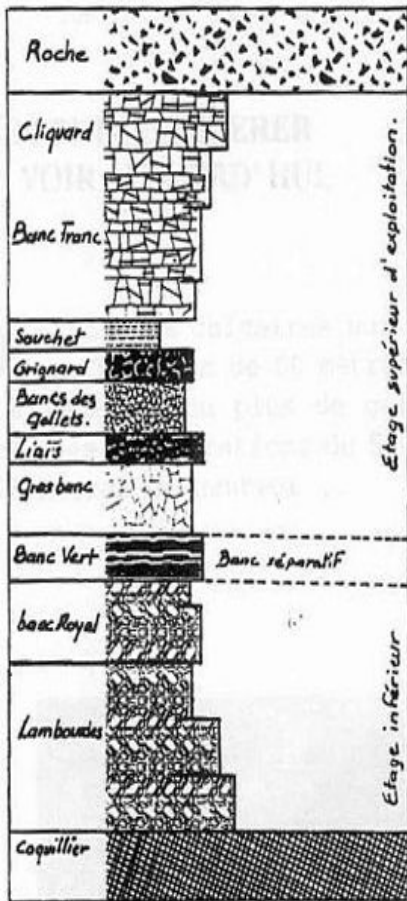 Roche
Cliquard
Banc Franc
Souchet
Grignard
Bancs des
gallets.
Liais
Gros banc
Banc Vert
Banc séparatif
banc Royal
Lambourdes
Coquillier
Etage supérieur d'exploitation
Etage inférieur